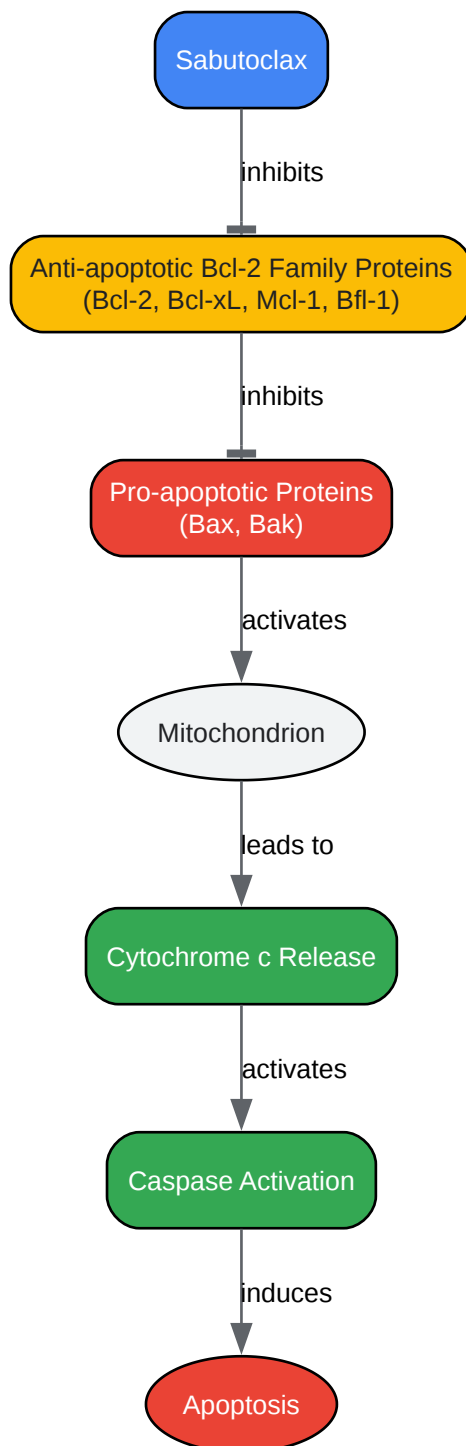 Sabutoclax
inhibits
Anti-apoptotic Bcl-2 Family Proteins
(Bcl-2, Bcl-xL, Mcl-1, Bfl-1)
inhibits
Pro-apoptotic Proteins
(Bax, Bak)
activates
Mitochondrion
leads to
Cytochrome c Release
activates
Caspase Activation
induces
Apoptosis